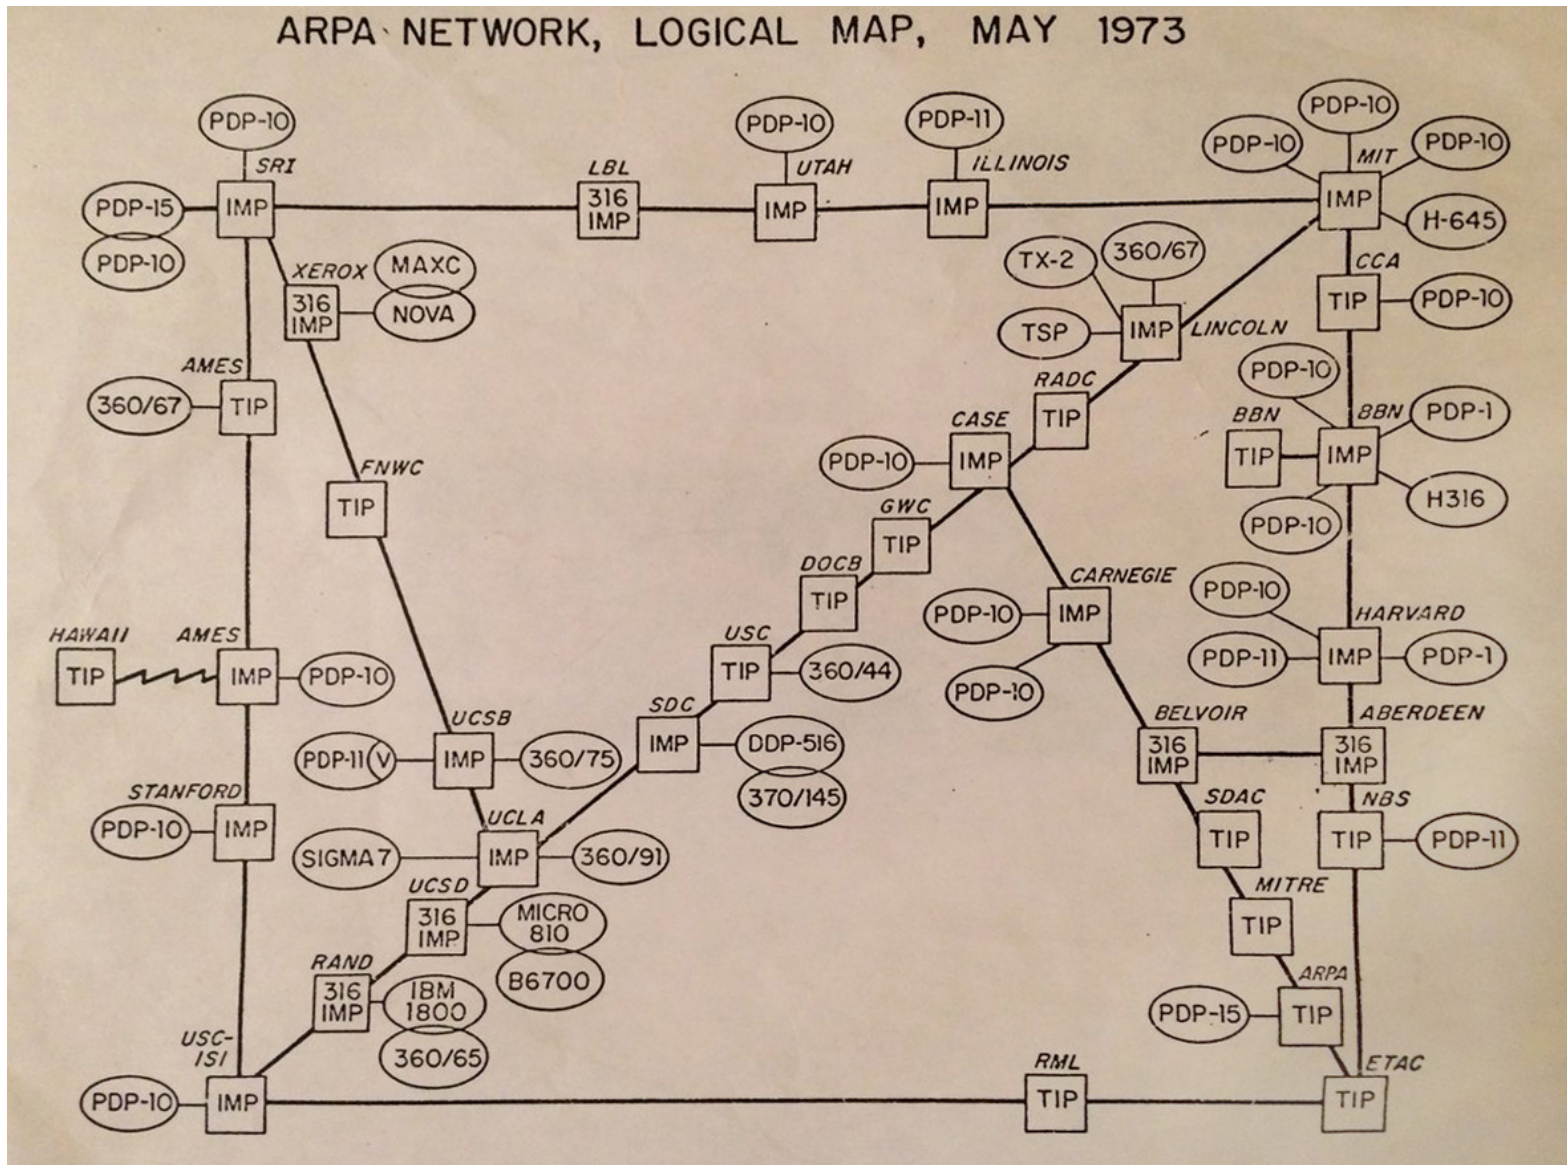 ARPA NETWORK, LOGICAL MAP, MAY 1973
PDP-10
SRI
PDP-15
IMP
PDP-10
LBL
316
IMP
PDP-10
UTAH
IMP
PDP-11
ILLINOIS
IMP
PDP-10
PDP-10
PDP-10
MIT
IMP
H-645
XEROX
316
IMP
MAXC
NOVA
TX-2
360/67
TSP
IMP
LINCOLN
CCA
TIP
PDP-10
AMES
360/67
TIP
RADC
TIP
CASE
PDP-10
IMP
PDP-10
BBN
TIP
BBN
IMP
PDP-1
PDP-10
H316
FNWC
TIP
GWC
TIP
DOCB
TIP
CARNEGIE
PDP-10
IMP
PDP-10
PDP-10
HARVARD
PDP-11
IMP
PDP-1
HAWAII
TIP
AMES
IMP
PDP-10
USC
TIP
360/44
SDC
IMP
DDP-516
370/145
UCSB
PDP-11
V
IMP
360/75
BELVOIR
316
IMP
ABERDEEN
316
IMP
STANFORD
PDP-10
IMP
UCLA
SIGMA 7
IMP
360/91
SDAC
TIP
NBS
TIP
PDP-11
UCSD
316
IMP
MICRO
810
B6700
MITRE
TIP
RAND
316
IMP
IBM
1800
360/65
ARPA
PDP-15
TIP
USC-
ISI
PDP-10
IMP
RML
TIP
ETAC
TIP